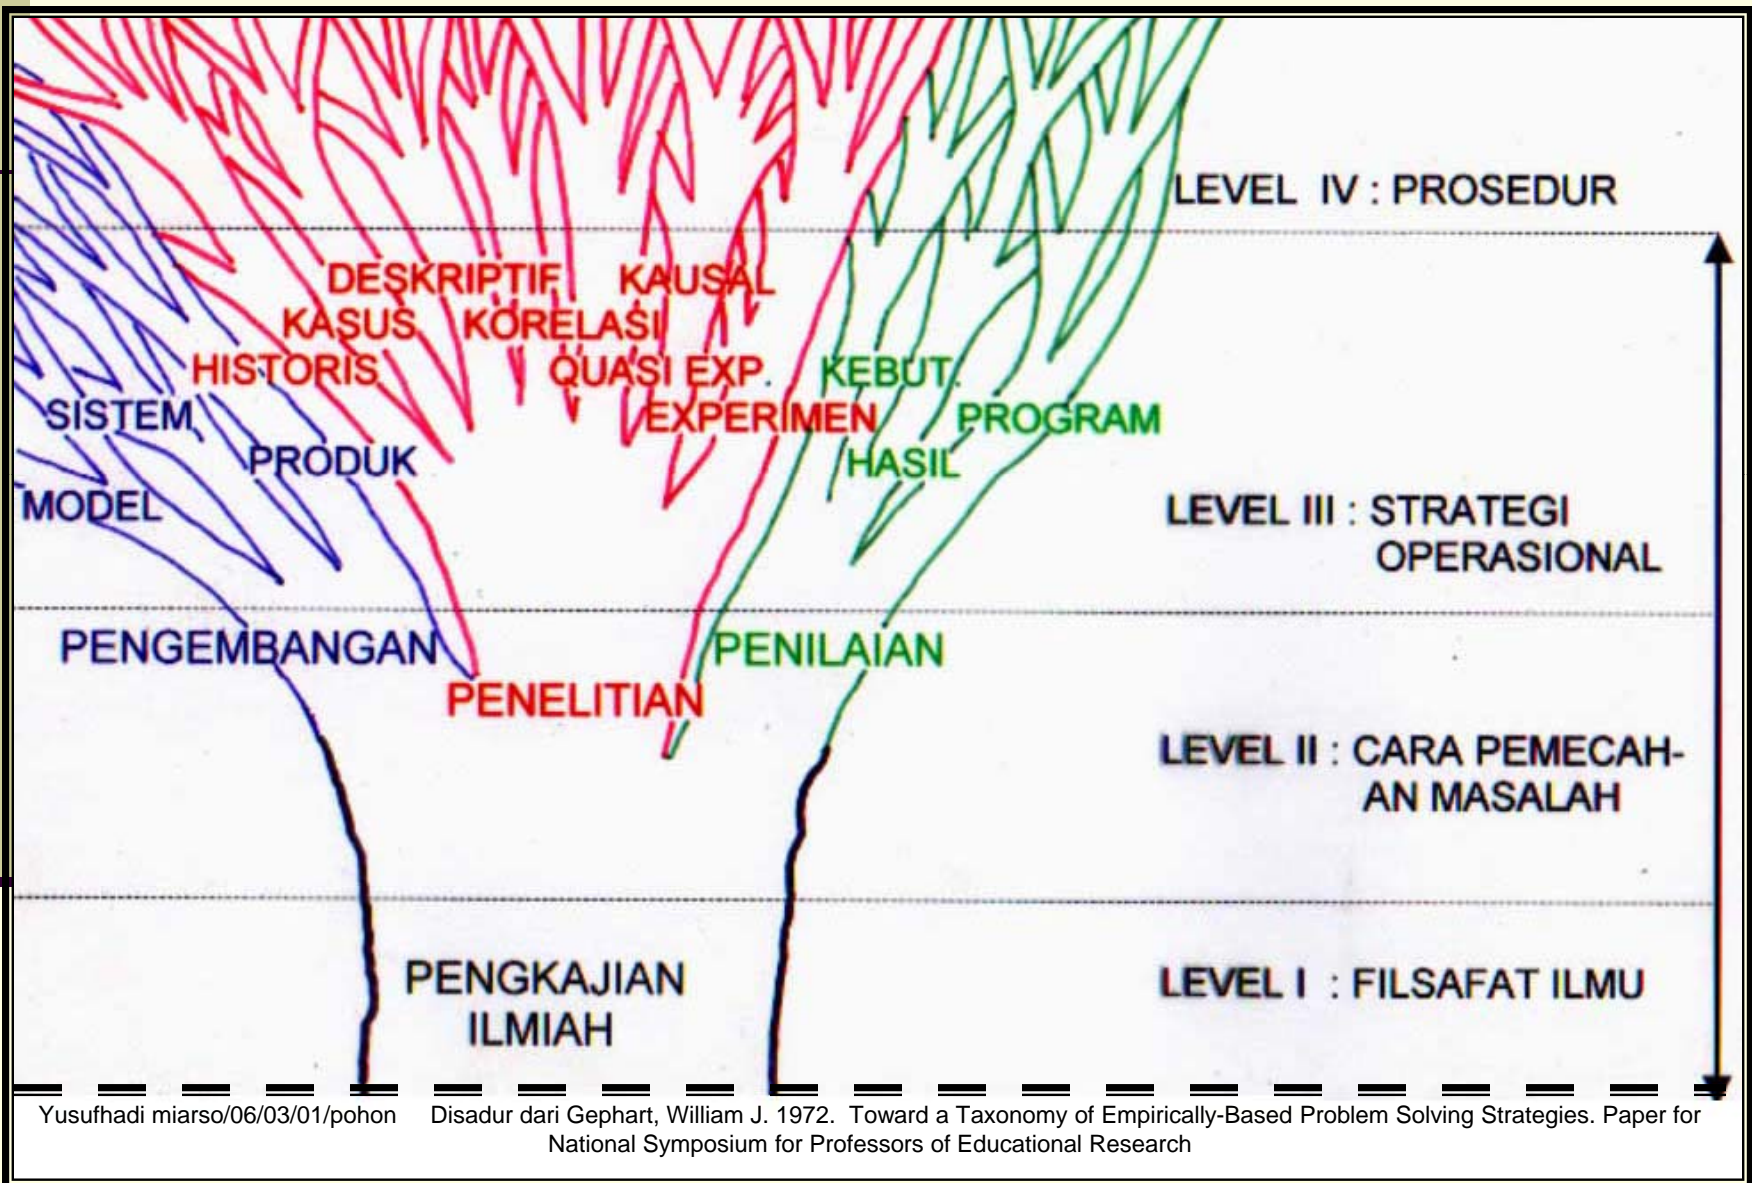 LEVEL IV : PROSEDUR
DESKRIPTIF
KAUSAL
KASUS
KORELASI
HISTORIS
QUASI EXP.
KEBUT.
SISTEM
EXPERIMEN
PROGRAM
PRODUK
HASIL
MODEL
LEVEL III : STRATEGI
OPERASIONAL
PENGEMBANGAN
PENILAIAN
PENELITIAN
LEVEL II : CARA PEMECAH-
AN MASALAH
PENGKAJIAN
ILMIAH
LEVEL I : FILSAFAT ILMU
Yusufhadi miarso/06/03/01/pohon Disadur dari Gephart, William J. 1972. Toward a Taxonomy of Empirically-Based Problem Solving Strategies. Paper for
National Symposium for Professors of Educational Research